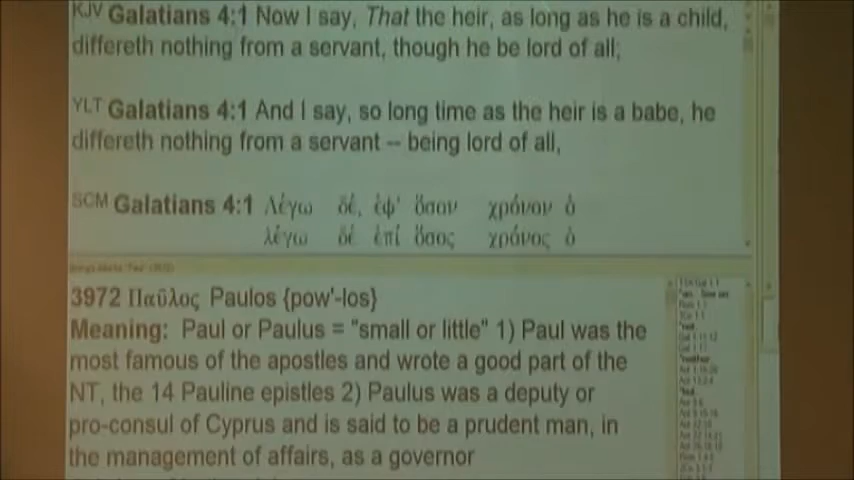 KJV Galatians 4:1 Now I say, That the heir, as long as he is a child,
differeth nothing from a servant, though he be lord of all;
YLT Galatians 4:1 And I say, so long time as the heir is a babe, he
differeth nothing from a servant -- being lord of all,
SCM Galatians 4:1 Λέγω δέ, ἐφ' ὅσον χρόνον ὁ
λέγω δέ ἐπί ὅσος χρόνος ὁ
3972 Παῦλος Paulos {pow'-los}
Meaning: Paul or Paulus = "small or little" 1) Paul was the
most famous of the apostles and wrote a good part of the
NT, the 14 Pauline epistles 2) Paulus was a deputy or
pro-consul of Cyprus and is said to be a prudent man, in
the management of affairs, as a governor